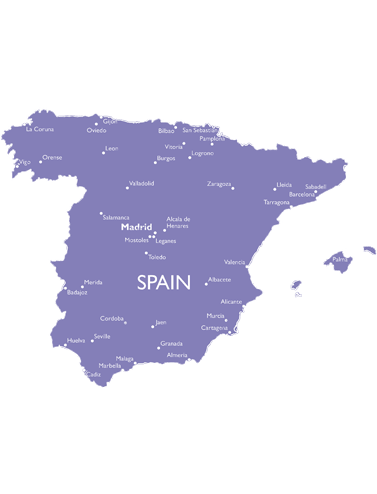 Gijon
La Coruna
Oviedo
Bilbao
San Sebastian
Pamplona
Vitoria
Leon
Orense
Vigo
Burgos
Logrono
Valladolid
Zaragoza
Lleida
Sabadell
Barcelona
Tarragona
Salamanca
Alcala de
Henares
Madrid
Mostoles
Leganes
Toledo
Valencia
Palma
SPAIN
Albacete
Merida
Badajoz
Alicante
Murcia
Cartagena
Cordoba
Jaen
Seville
Huelva
Granada
Almeria
Malaga
Marbella
Cadiz